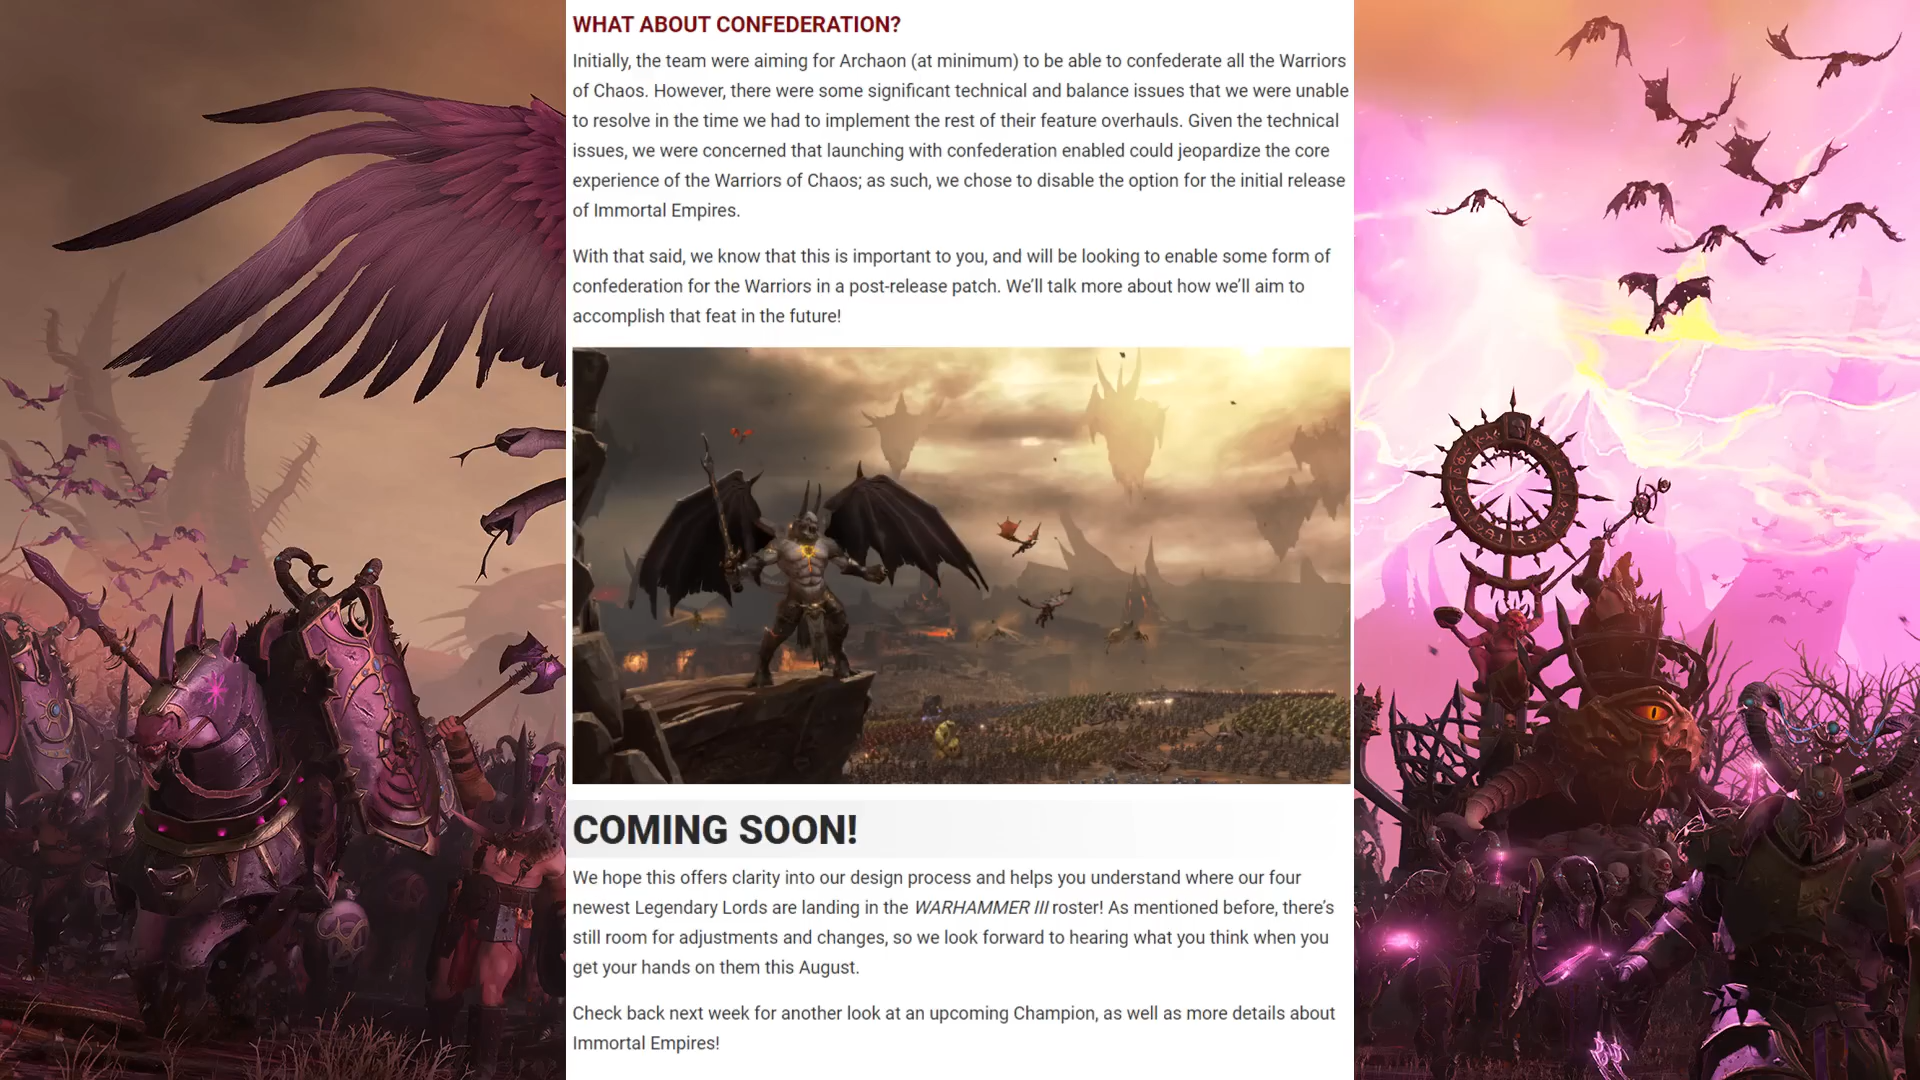 WHAT ABOUT CONFEDERATION?
Initially, the team were aiming for Archaon (at minimum) to be able to confederate all the Warriors
of Chaos. However, there were some significant technical and balance issues that we were unable
to resolve in the time we had to implement the rest of their feature overhauls. Given the technical
issues, we were concerned that launching with confederation enabled could jeopardize the core
experience of the Warriors of Chaos; as such, we chose to disable the option for the initial release
of Immortal Empires.
With that said, we know that this is important to you, and will be looking to enable some form of
confederation for the Warriors in a post-release patch. We’ll talk more about how we’ll aim to
accomplish that feat in the future!
COMING SOON!
We hope this offers clarity into our design process and helps you understand where our four
newest Legendary Lords are landing in the WARHAMMER III roster! As mentioned before, there’s
still room for adjustments and changes, so we look forward to hearing what you think when you
get your hands on them this August.
Check back next week for another look at an upcoming Champion, as well as more details about
Immortal Empires!